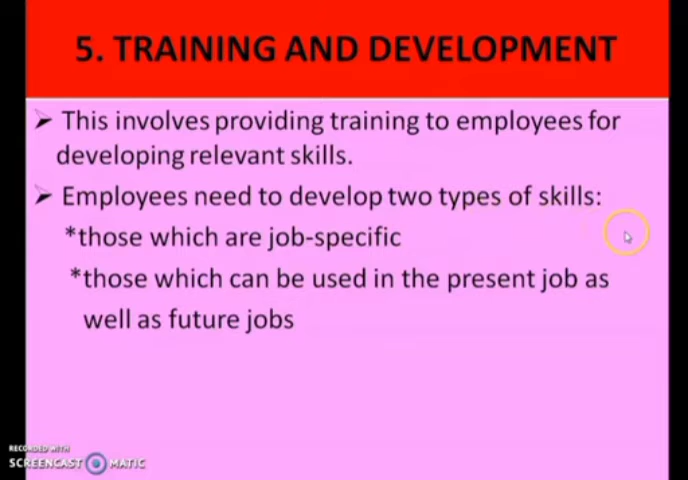 5. TRAINING AND DEVELOPMENT
➢ This involves providing training to employees for
developing relevant skills.
➢ Employees need to develop two types of skills:
*those which are job-specific
*those which can be used in the present job as
well as future jobs
RECORDED WITH
SCREENCAST MATIC